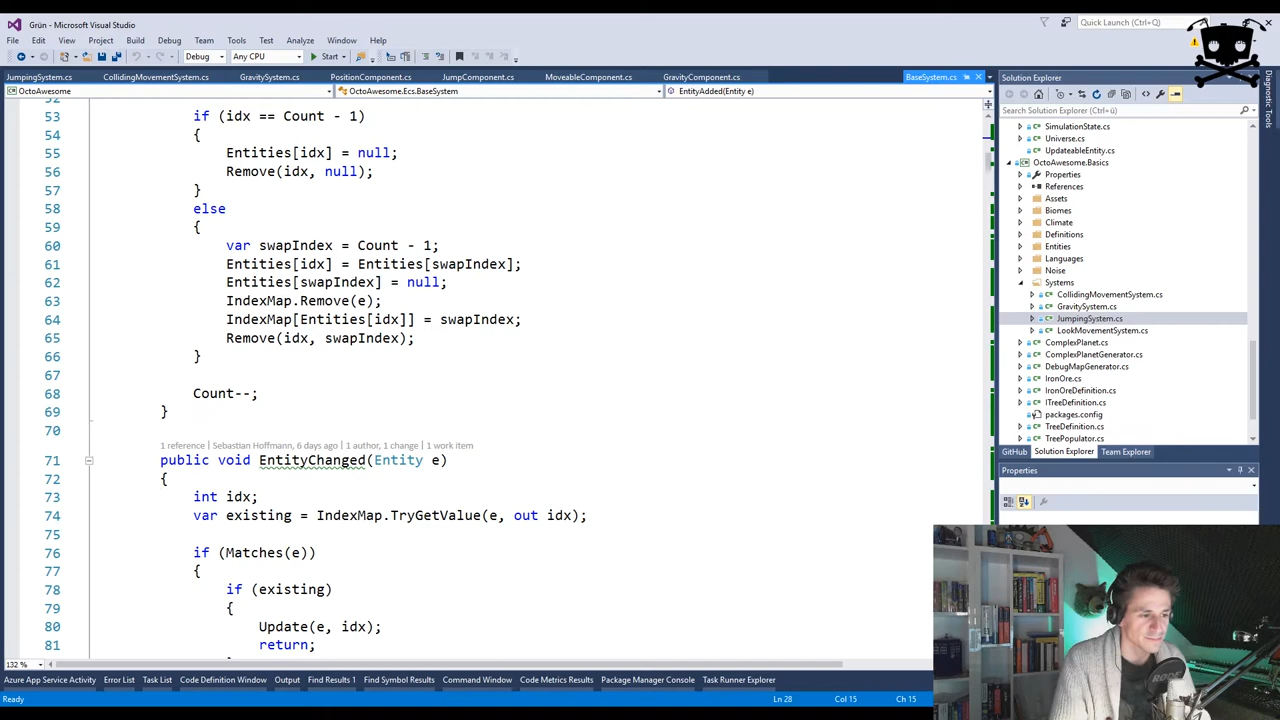 Grün - Microsoft Visual Studio
Quick Launch (Ctrl+Q)
File Edit View Project Build Debug Team Tools Test Analyze Window Help
Debug Any CPU Start
JumpingSystem.cs CollidingMovementSystem.cs GravitySystem.cs PositionComponent.cs JumpComponent.cs MoveableComponent.cs GravityComponent.cs BaseSystem.cs
OctoAwesome OctoAwesome.Ecs.BaseSystem EntityAdded(Entity e)
53 if (idx == Count - 1)
54 {
55 Entities[idx] = null;
56 Remove(idx, null);
57 }
58 else
59 {
60 var swapIndex = Count - 1;
61 Entities[idx] = Entities[swapIndex];
62 Entities[swapIndex] = null;
63 IndexMap.Remove(e);
64 IndexMap[Entities[idx]] = swapIndex;
65 Remove(idx, swapIndex);
66 }
67
68 Count--;
69 }
70
1 reference | Sebastian Hoffmann, 6 days ago | 1 author, 1 change | 1 work item
71 public void EntityChanged(Entity e)
72 {
73 int idx;
74 var existing = IndexMap.TryGetValue(e, out idx);
75
76 if (Matches(e))
77 {
78 if (existing)
79 {
80 Update(e, idx);
81 return;
132 %
Azure App Service Activity Error List Task List Code Definition Window Output Find Results 1 Find Symbol Results Command Window Code Metrics Results Package Manager Console Task Runner Explorer
Ready Ln 28 Col 15 Ch 15
Solution Explorer
Search Solution Explorer (Ctrl+ü)
SimulationState.cs
Universe.cs
UpdateableEntity.cs
OctoAwesome.Basics
Properties
References
Assets
Biomes
Climate
Definitions
Entities
Languages
Noise
Systems
CollidingMovementSystem.cs
GravitySystem.cs
JumpingSystem.cs
LookMovementSystem.cs
ComplexPlanet.cs
ComplexPlanetGenerator.cs
DebugMapGenerator.cs
IronOre.cs
IronOreDefinition.cs
ITreeDefinition.cs
packages.config
TreeDefinition.cs
TreePopulator.cs
GitHub Solution Explorer Team Explorer
Properties
Diagnostic Tools
RODE